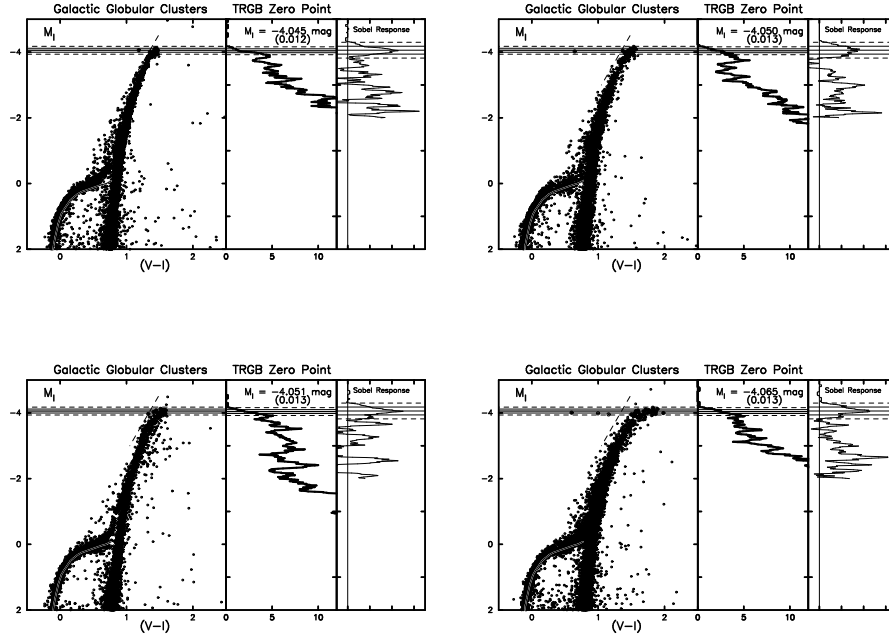 Galactic Globular Clusters TRGB Zero Point
M_I M_I = -4.045 mag Sobel Response
(0.012)
-4
-2
0
2
0 1 2 0 5 10
(V-I)
Galactic Globular Clusters TRGB Zero Point
M_I M_I = -4.050 mag Sobel Response
(0.013)
-4
-2
0
2
0 1 2 0 5 10
(V-I)
Galactic Globular Clusters TRGB Zero Point
M_I M_I = -4.051 mag Sobel Response
(0.013)
-4
-2
0
2
0 1 2 0 5 10
(V-I)
Galactic Globular Clusters TRGB Zero Point
M_I M_I = -4.065 mag Sobel Response
(0.013)
-4
-2
0
2
0 1 2 0 5 10
(V-I)